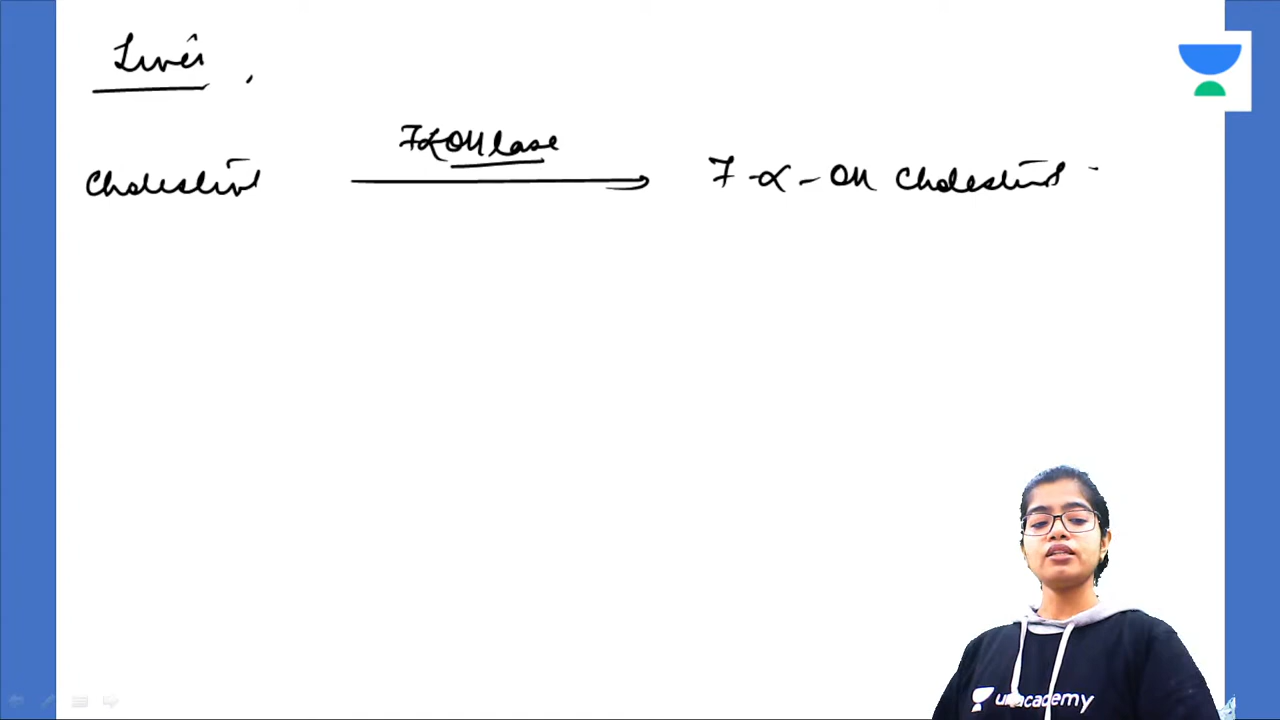 Liver
7αOHlase
Cholesterol
7-α-OH Cholesterol
unacademy